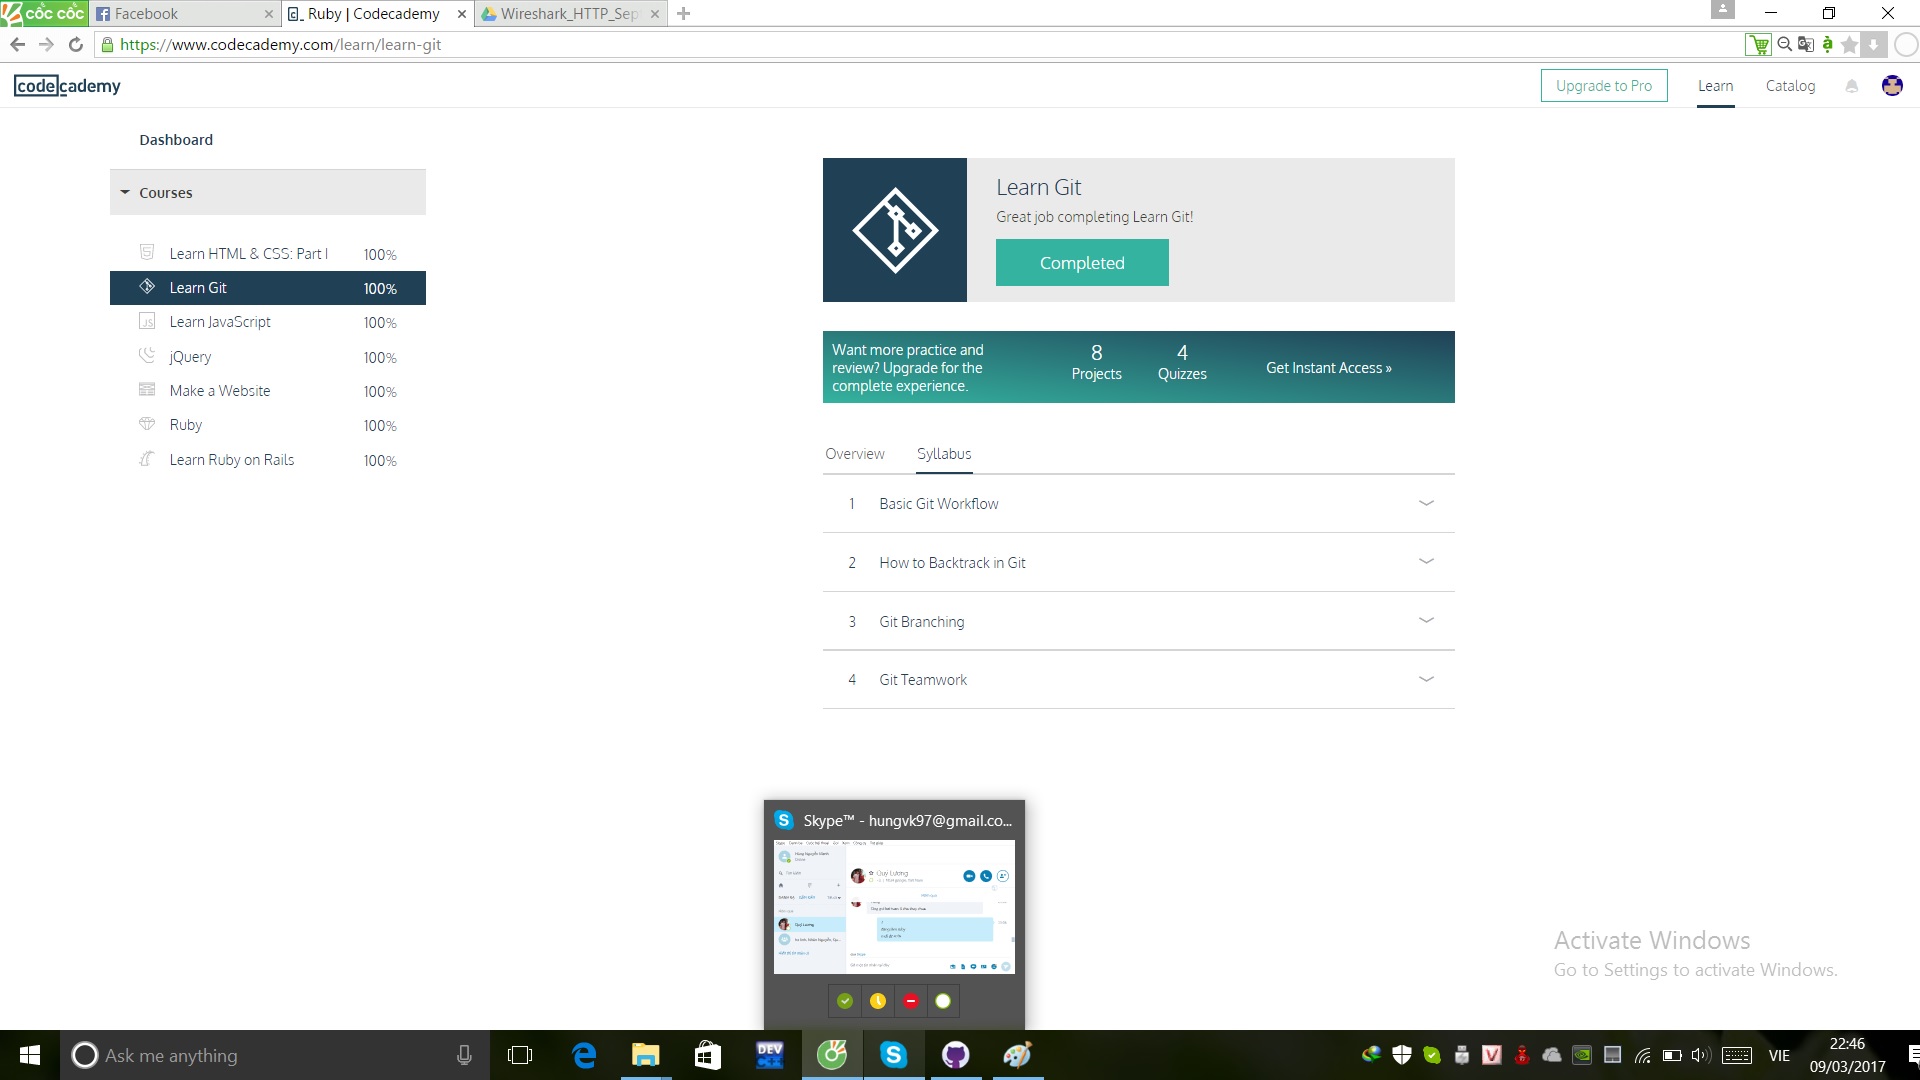 cốc cốc
Facebook
Ruby | Codecademy
Wireshark_HTTP_Sep
https://www.codecademy.com/learn/learn-git
codecademy
Upgrade to Pro
Learn
Catalog
Dashboard
Courses
Learn HTML & CSS: Part I 100%
Learn Git 100%
Learn JavaScript 100%
jQuery 100%
Make a Website 100%
Ruby 100%
Learn Ruby on Rails 100%
Learn Git
Great job completing Learn Git!
Completed
Want more practice and
review? Upgrade for the
complete experience.
8
Projects
4
Quizzes
Get Instant Access »
Overview
Syllabus
1 Basic Git Workflow
2 How to Backtrack in Git
3 Git Branching
4 Git Teamwork
Skype™ - hungvk97@gmail.co...
Quý Lương
Quý Lương
Activate Windows
Go to Settings to activate Windows.
Ask me anything
DEV
VIE
22:46
09/03/2017